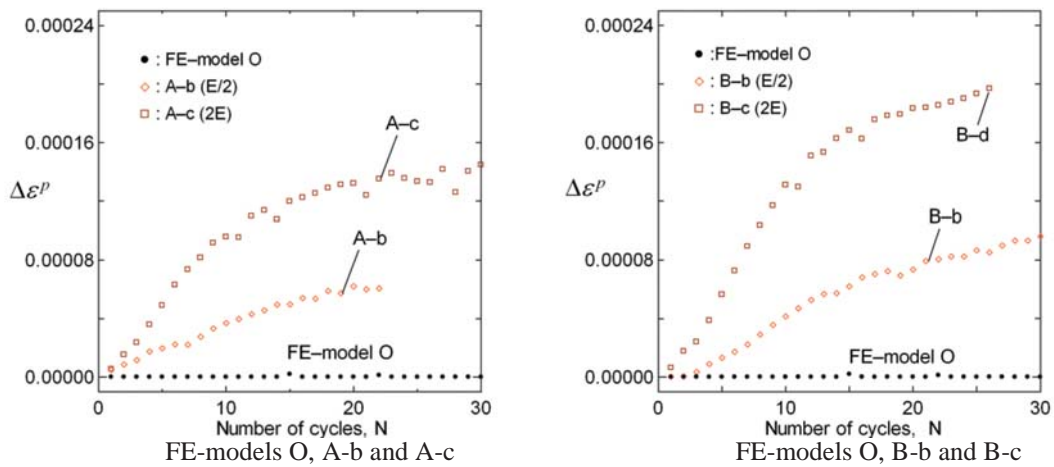 0.00024
0.00016
0.00008
0.00000
Δε^p
• : FE–model O
◇ : A–b (E/2)
□ : A–c (2E)
A–c
A–b
FE–model O
0 10 20 30
Number of cycles, N
FE-models O, A-b and A-c
0.00024
0.00016
0.00008
0.00000
Δε^p
• :FE–model O
◇ : B–b (E/2)
□ : B–c (2E)
B–d
B–b
FE–model O
0 10 20 30
Number of cycles, N
FE-models O, B-b and B-c